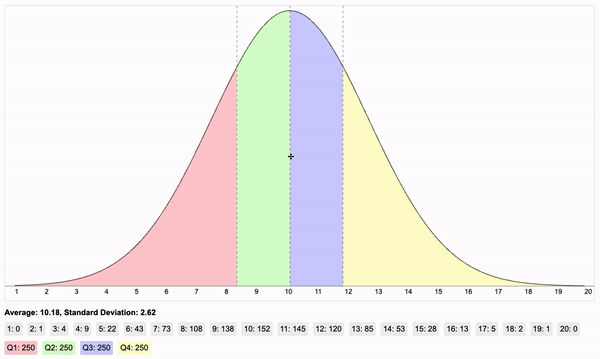 1 2 3 4 5 6 7 8 9 10 11 12 13 14 15 16 17 18 19 20
Average: 10.18, Standard Deviation: 2.62
1: 0 2: 1 3: 4 4: 9 5: 22 6: 43 7: 73 8: 108 9: 138 10: 152 11: 145 12: 120 13: 85 14: 53 15: 28 16: 13 17: 5 18: 2 19: 1 20: 0
Q1: 250 Q2: 250 Q3: 250 Q4: 250